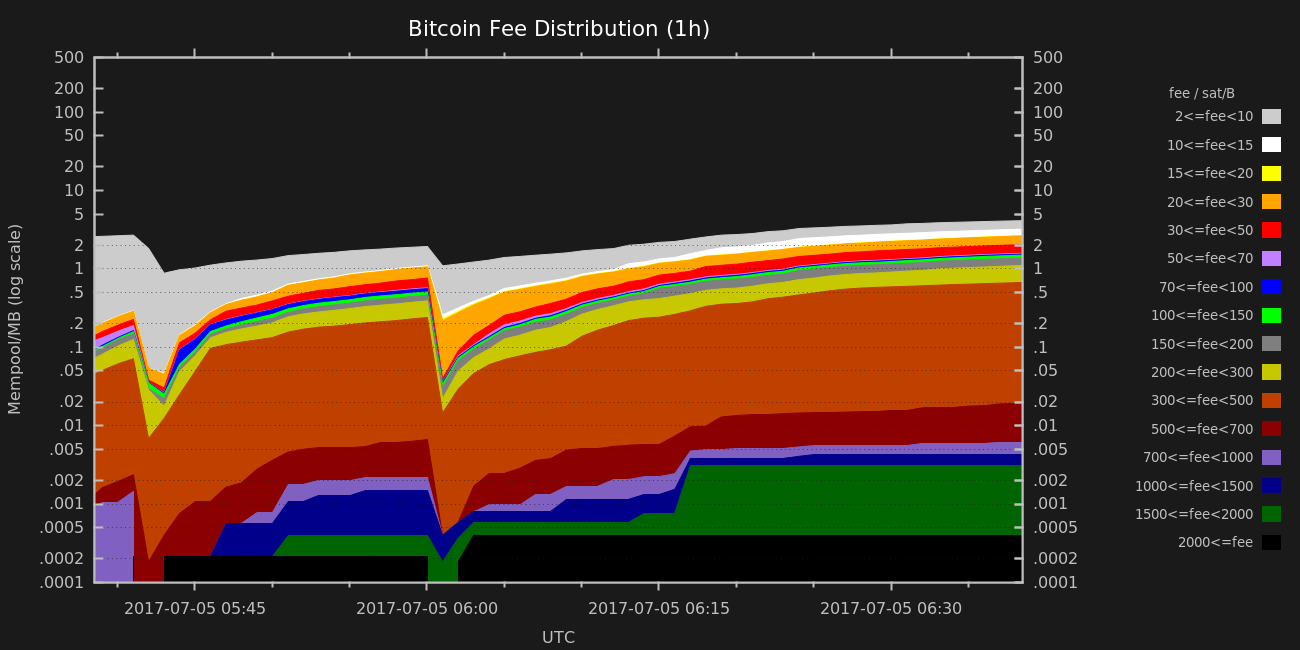 Bitcoin Fee Distribution (1h)
Mempool/MB (log scale)
500
200
100
50
20
10
5
2
1
.5
.2
.1
.05
.02
.01
.005
.002
.001
.0005
.0002
.0001
500
200
100
50
20
10
5
2
1
.5
.2
.1
.05
.02
.01
.005
.002
.001
.0005
.0002
.0001
2017-07-05 05:45 2017-07-05 06:00 2017-07-05 06:15 2017-07-05 06:30
UTC
fee / sat/B
2<=fee<10
10<=fee<15
15<=fee<20
20<=fee<30
30<=fee<50
50<=fee<70
70<=fee<100
100<=fee<150
150<=fee<200
200<=fee<300
300<=fee<500
500<=fee<700
700<=fee<1000
1000<=fee<1500
1500<=fee<2000
2000<=fee